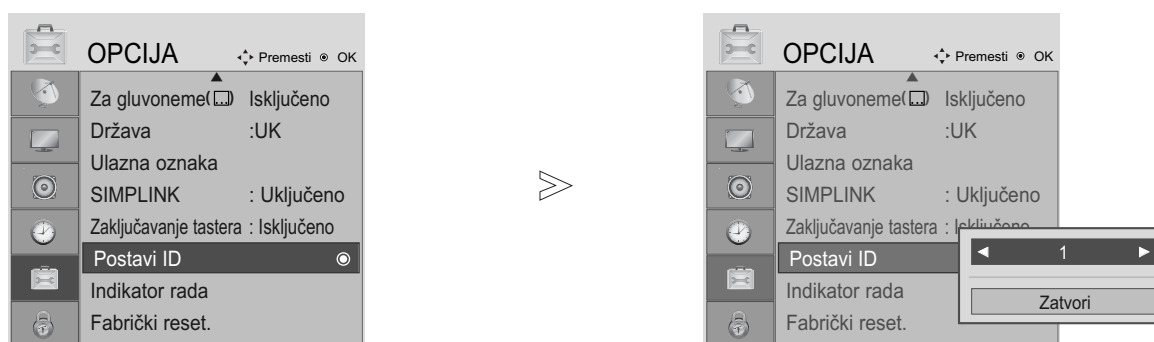 OPCIJA Premesti OK
Za gluvoneme( ) Isključeno
Država :UK
Ulazna oznaka
SIMPLINK : Uključeno
Zaključavanje tastera : Isključeno
Postavi ID
Indikator rada
Fabrički reset.
OPCIJA Premesti OK
Za gluvoneme( ) Isključeno
Država :UK
Ulazna oznaka
SIMPLINK : Uključeno
Zaključavanje tastera : Isključeno
Postavi ID
◄ 1 ►
Indikator rada
Zatvori
Fabrički reset.